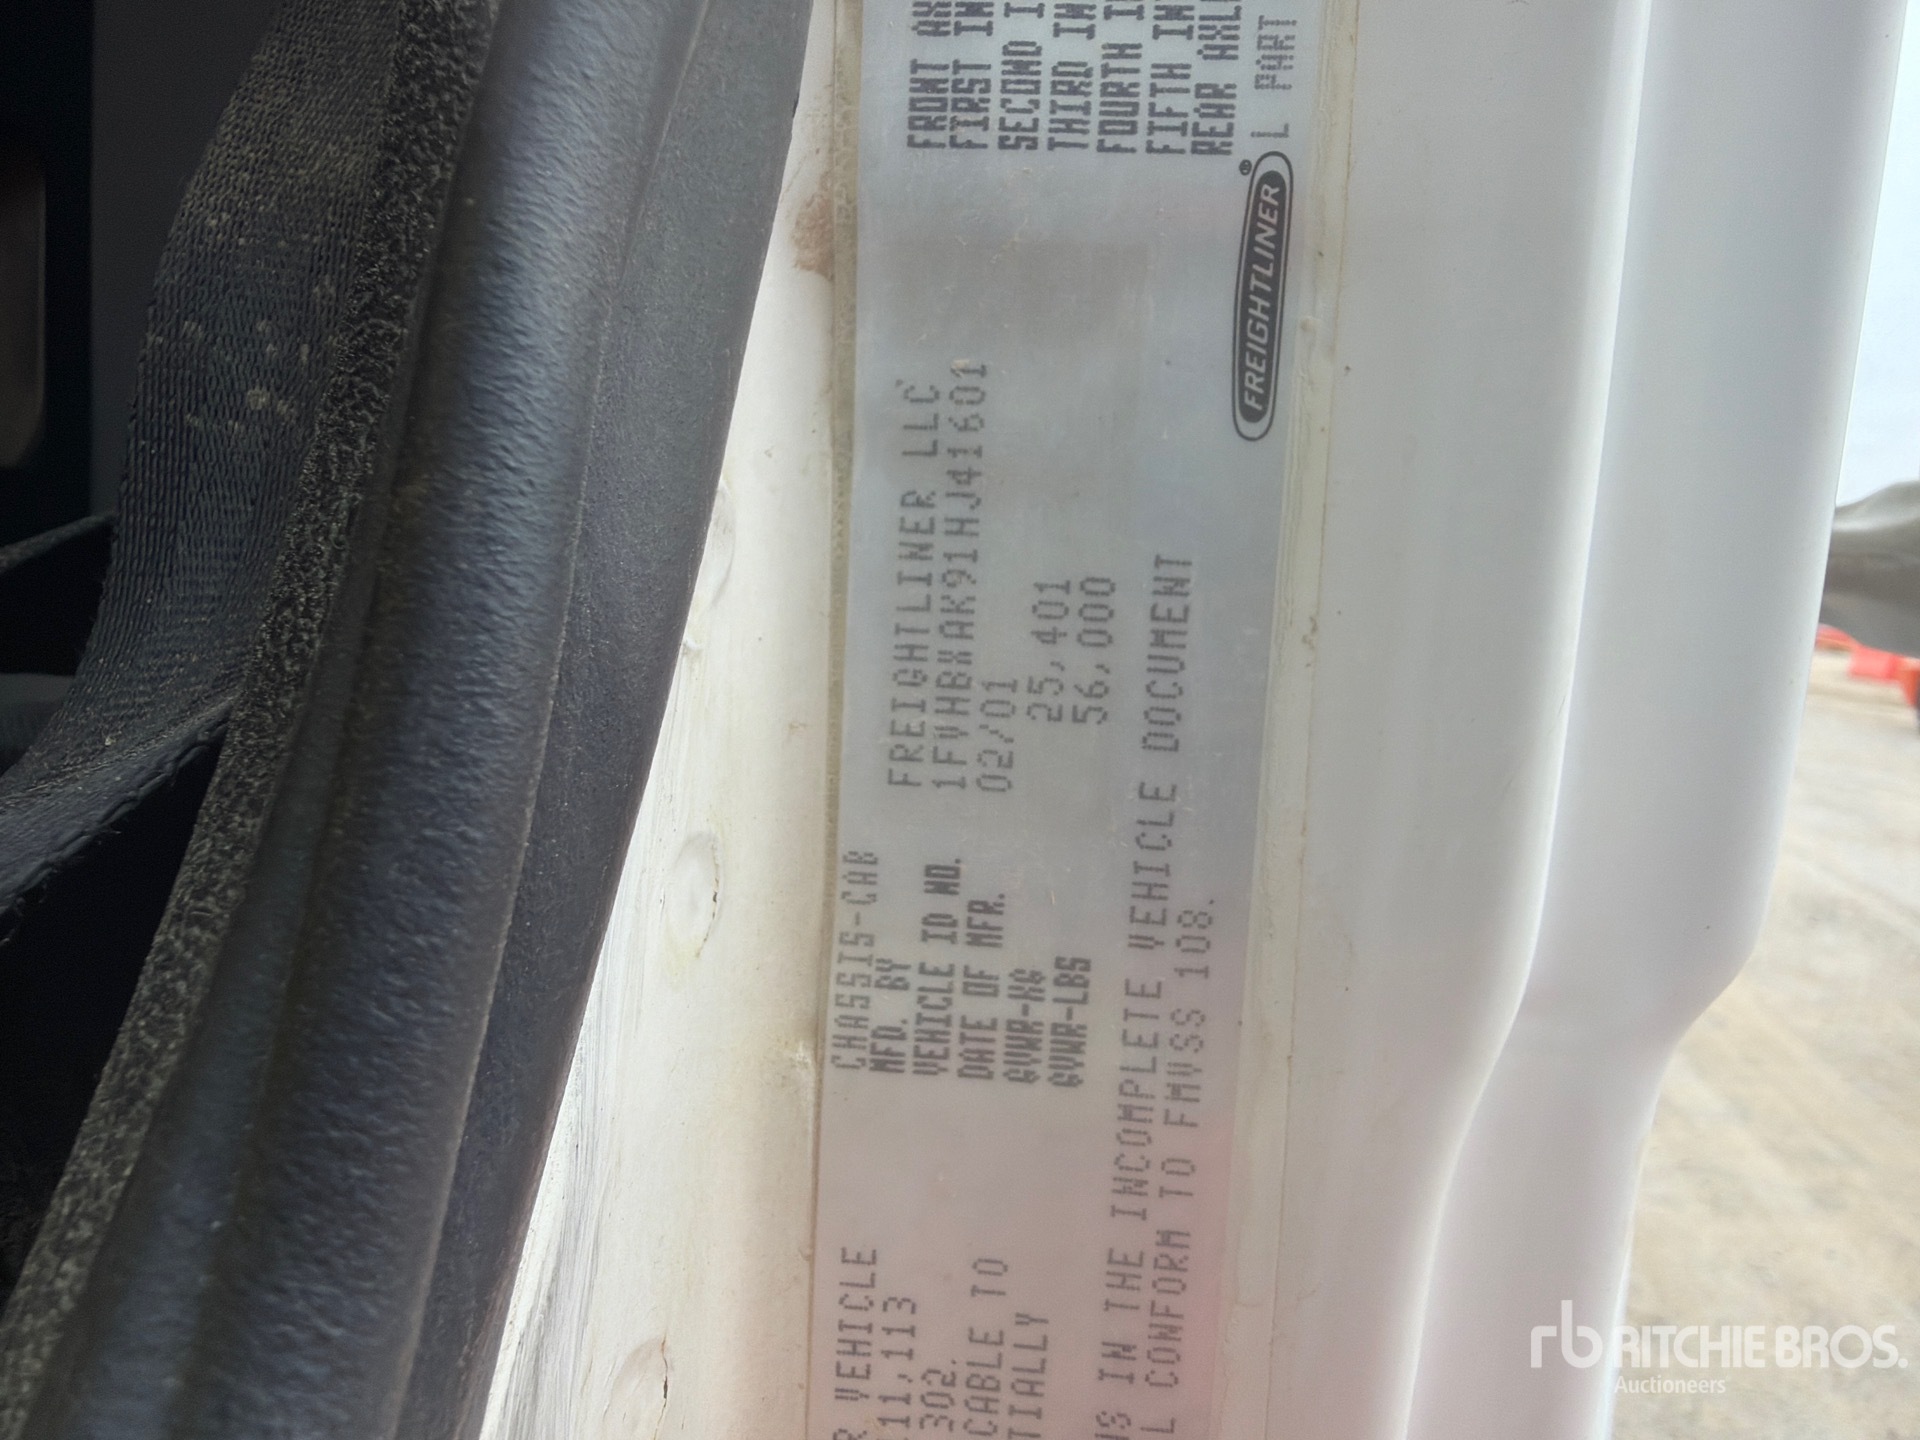 R VEHICLE
11,113
302.
CABLE TO
TIALLY
CHASSIS-CAB
MFD. BY FREIGHTLINER LLC
VEHICLE ID NO. 1FVHBXAK91HJ41601
DATE OF MFR. 02/01
GVWR-KG 25,401
GVWR-LBS 56,000
NS IN THE INCOMPLETE VEHICLE DOCUMENT
L CONFORM TO FMVSS 108.
FRONT AX
FIRST IN
SECOND I
THIRD IN
FOURTH I
FIFTH IN
REAR AXL
FREIGHTLINER®
L PART
rb RITCHIE BROS.
Auctioneers